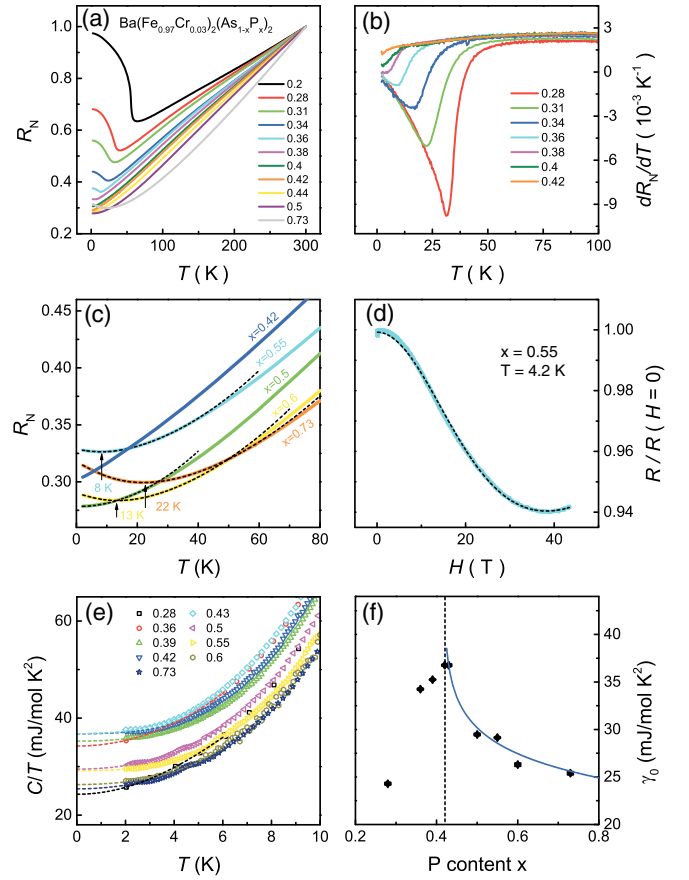 (a)
Ba(Fe0.97Cr0.03)2(As1-xPx)2
1.0
0.8
0.6
0.4
0.2
RN
0.2
0.28
0.31
0.34
0.36
0.38
0.4
0.42
0.44
0.5
0.73
0
100
200
300
T (K)
(b)
3
0
-3
-6
-9
dRN/dT ( 10-3 K-1)
0.28
0.31
0.34
0.36
0.38
0.4
0.42
0
25
50
75
100
T (K)
(c)
0.45
0.40
0.35
0.30
RN
x=0.42
x=0.55
x=0.5
x=0.6
x=0.73
8 K
13 K
22 K
0
20
40
60
80
T (K)
(d)
x = 0.55
T = 4.2 K
1.00
0.98
0.96
0.94
R / R ( H = 0)
0
20
40
H ( T )
(e)
60
40
20
C/T (mJ/mol K2)
0.28
0.36
0.39
0.42
0.73
0.43
0.5
0.55
0.6
0
2
4
6
8
10
T (K)
(f)
40
35
30
25
20
γ0 (mJ/mol K2)
0.2
0.4
0.6
0.8
P content x